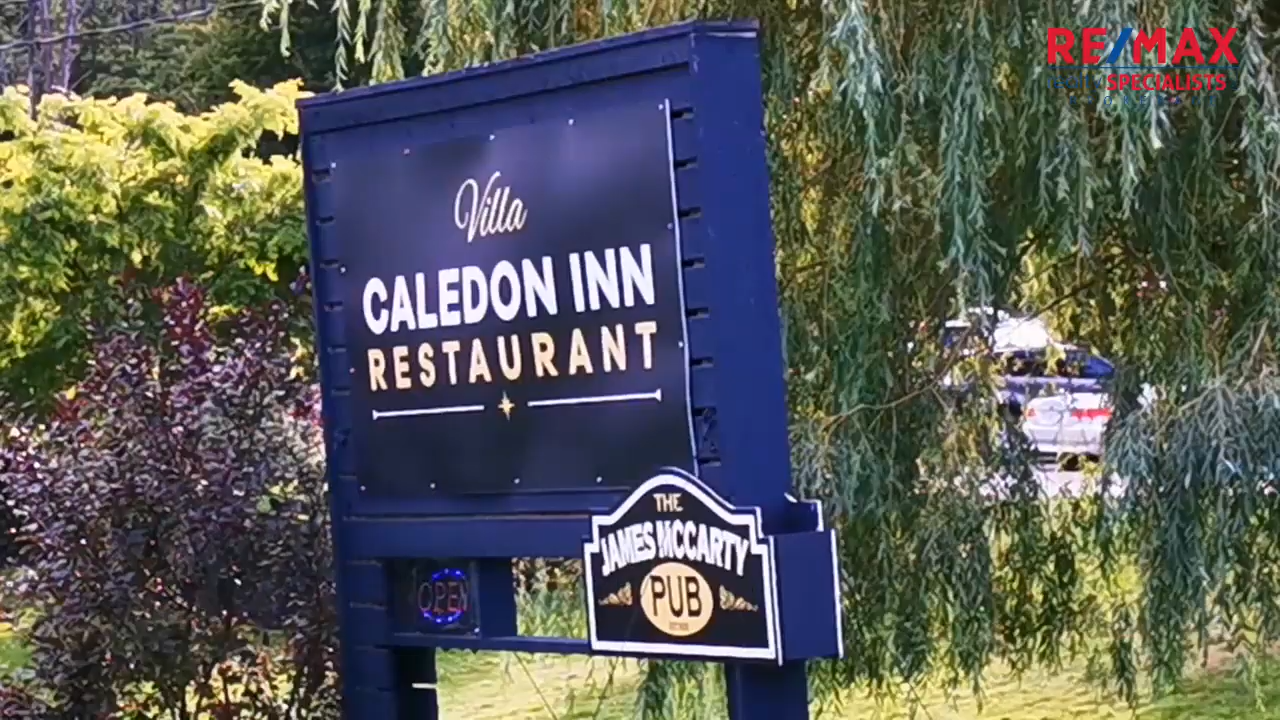 RE/MAX
SPECIALISTS
Villa
CALEDON INN
RESTAURANT
THE
JAMES MCCARTY
PUB
OPEN